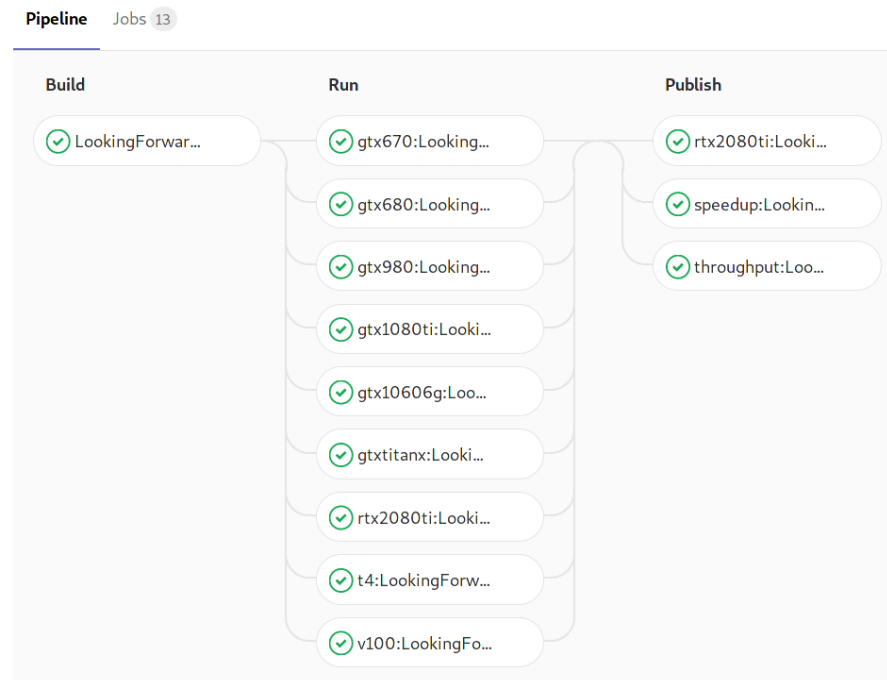 Pipeline Jobs 13
Build
LookingForwar...
Run
gtx670:Looking...
gtx680:Looking...
gtx980:Looking...
gtx1080ti:Looki...
gtx10606g:Loo...
gtxtitanx:Looki...
rtx2080ti:Looki...
t4:LookingForw...
v100:LookingFo...
Publish
rtx2080ti:Looki...
speedup:Lookin...
throughput:Loo...